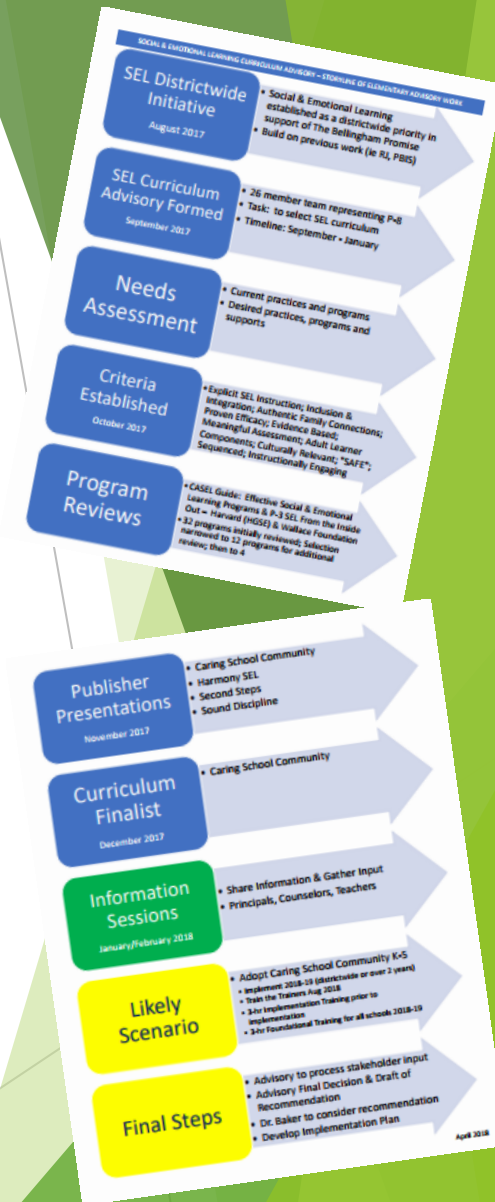 SOCIAL & EMOTIONAL LEARNING CURRICULUM ADVISORY – STORYLINE OF ELEMENTARY ADVISORY WORK
SEL Districtwide
Initiative
August 2017
• Social & Emotional Learning
established as a districtwide priority in
support of The Bellingham Promise
• Build on previous work (ie RJ, PBIS)
SEL Curriculum
Advisory Formed
September 2017
• 26 member team representing P-8
• Task: to select SEL curriculum
• Timeline: September - January
Needs
Assessment
• Current practices and programs
• Desired practices, programs and
supports
Criteria
Established
October 2017
• Explicit SEL Instruction; Inclusion &
Integration; Authentic Family Connections;
Proven Efficacy; Evidence Based;
Meaningful Assessment; Adult Learner
Components; Culturally Relevant; "SAFE";
Sequenced; Instructionally Engaging
Program
Reviews
• CASEL Guide: Effective Social & Emotional
Learning Programs & P-3 SEL From the Inside
Out – Harvard (HGSE) & Wallace Foundation
• 32 programs initially reviewed; Selection
narrowed to 12 programs for additional
review; then to 4
Publisher
Presentations
November 2017
• Caring School Community
• Harmony SEL
• Second Steps
• Sound Discipline
Curriculum
Finalist
December 2017
• Caring School Community
Information
Sessions
January/February 2018
• Share Information & Gather Input
• Principals, Counselors, Teachers
Likely
Scenario
• Adopt Caring School Community K-5
• Implement 2018-19 (districtwide or over 2 years)
• Train the Trainers Aug 2018
• 3-hr Implementation Training prior to
implementation
• 3-hr Foundational Training for all schools 2018-19
Final Steps
• Advisory to process stakeholder input
• Advisory Final Decision & Draft of
Recommendation
• Dr. Baker to consider recommendation
• Develop Implementation Plan
April 2018